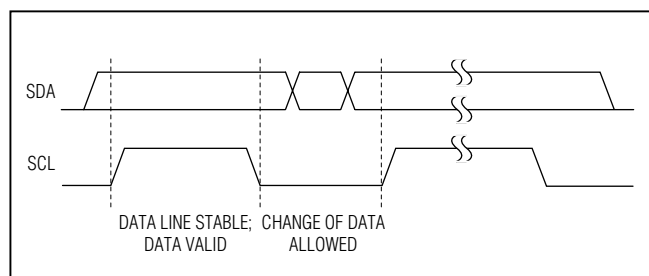 SDA
SCL
DATA LINE STABLE;
DATA VALID
CHANGE OF DATA
ALLOWED